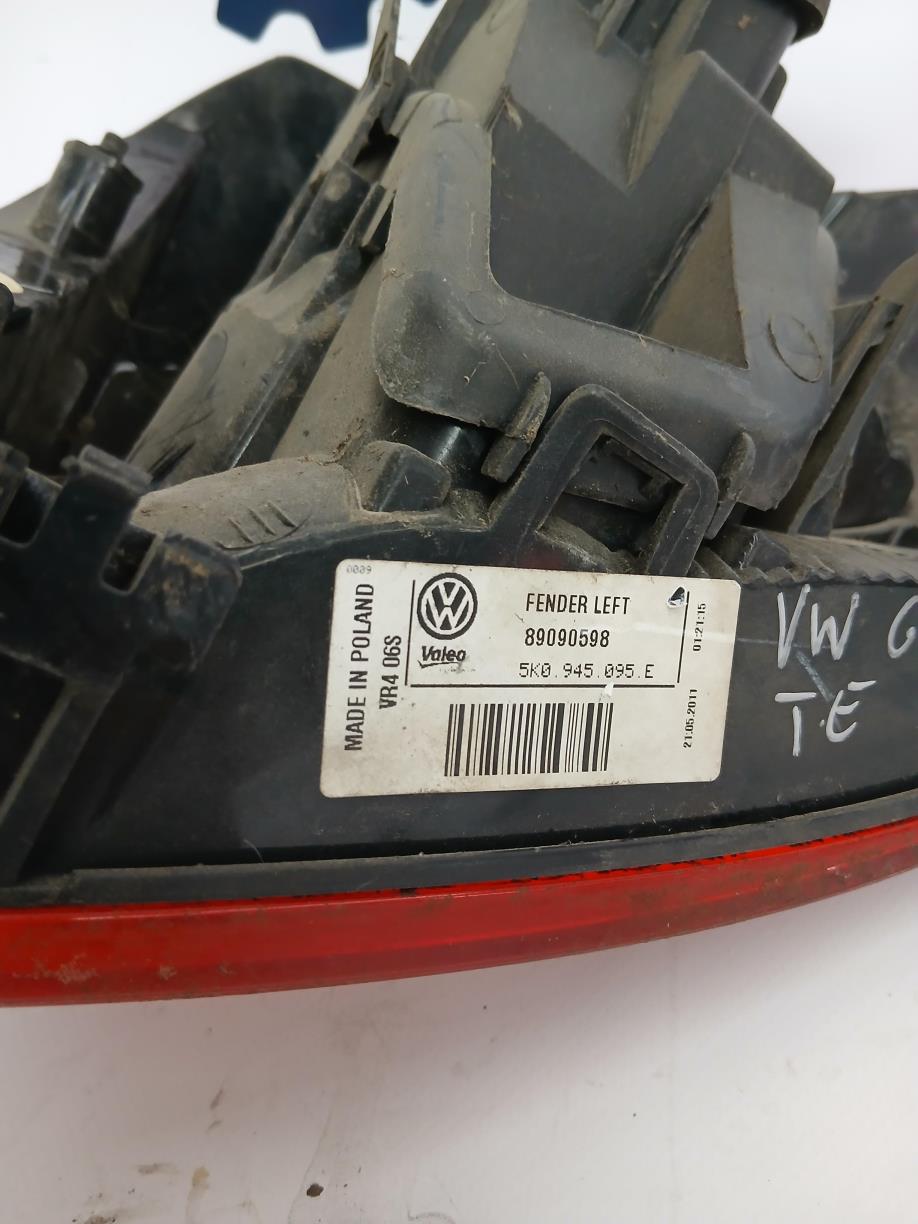 0009
MADE IN POLAND
VR4 06S
VW
Valeo
FENDER LEFT
89090598
5K0.945.095.E
01:21:15
21.05.2011
VW G
T.E